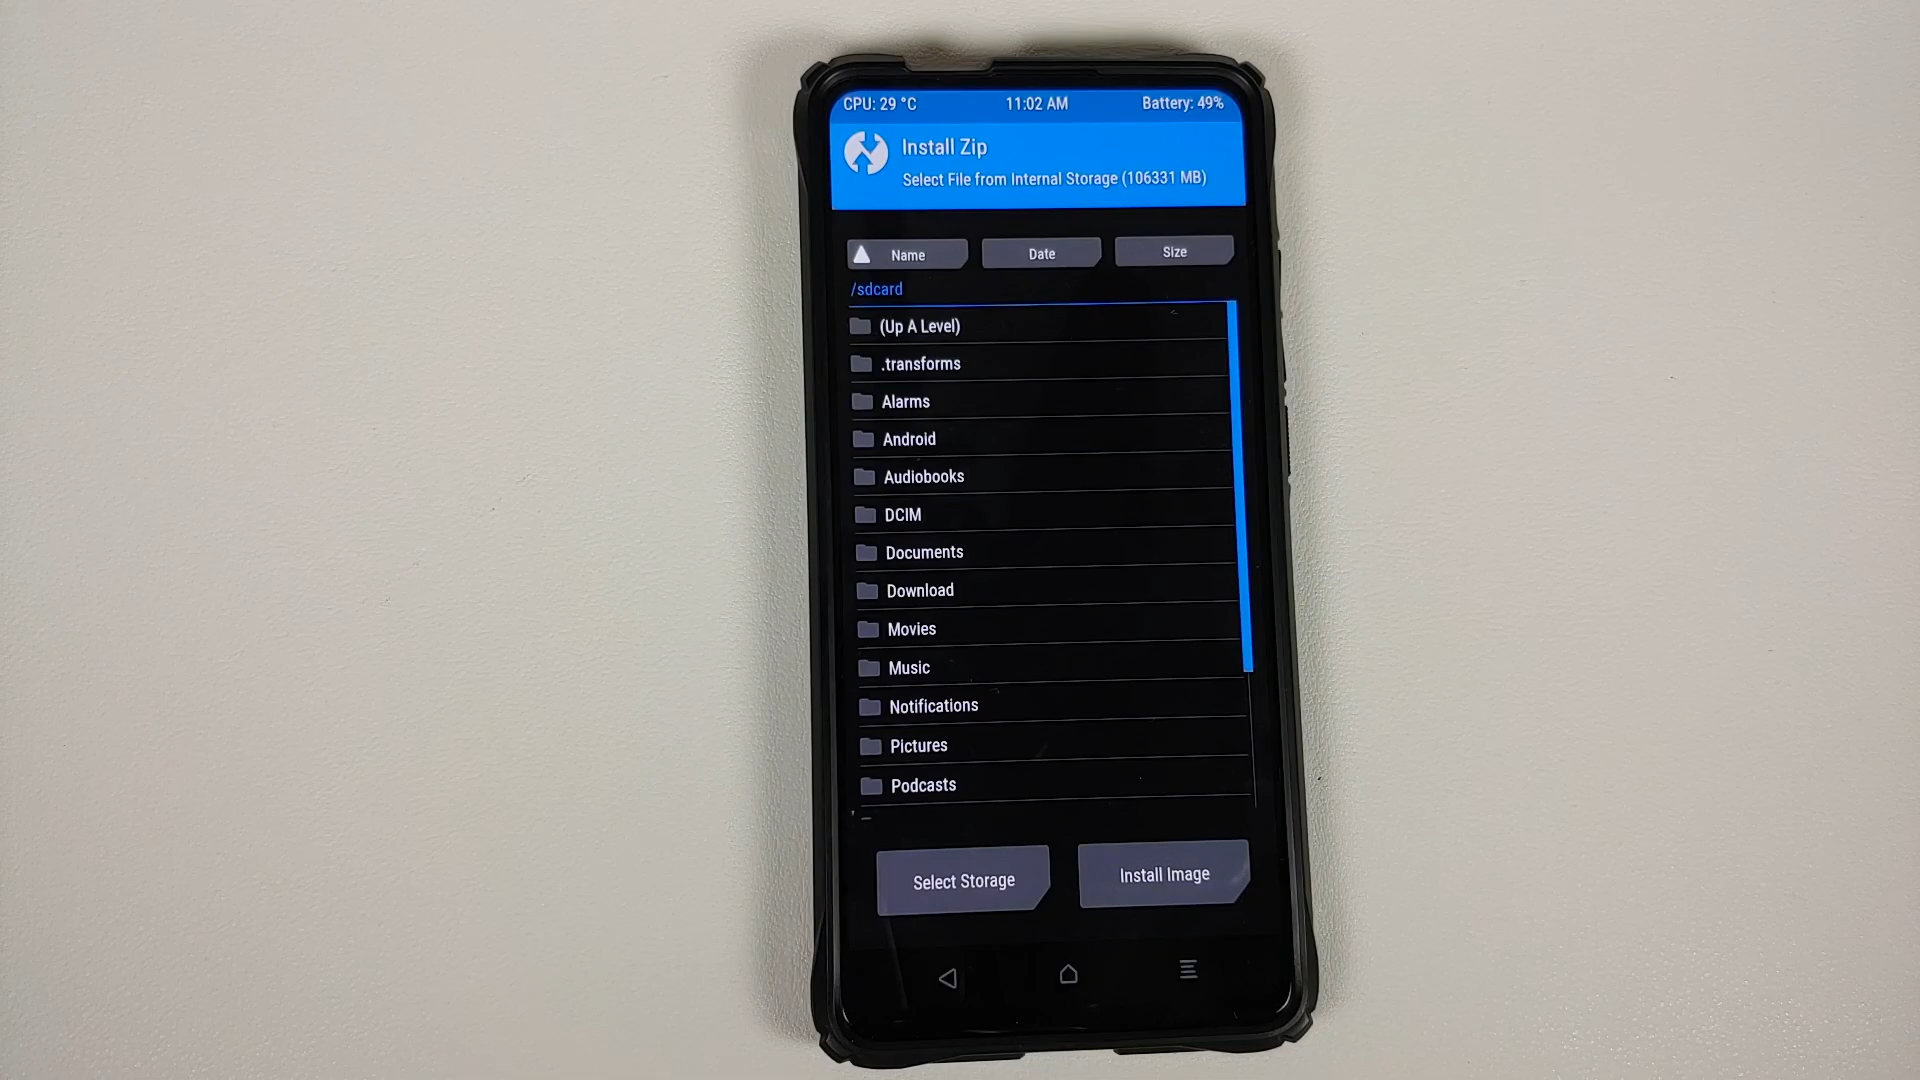 CPU: 29 °C 11:02 AM Battery: 49%
Install Zip
Select File from Internal Storage (106331 MB)
Name Date Size
/sdcard
(Up A Level)
.transforms
Alarms
Android
Audiobooks
DCIM
Documents
Download
Movies
Music
Notifications
Pictures
Podcasts
Select Storage Install Image